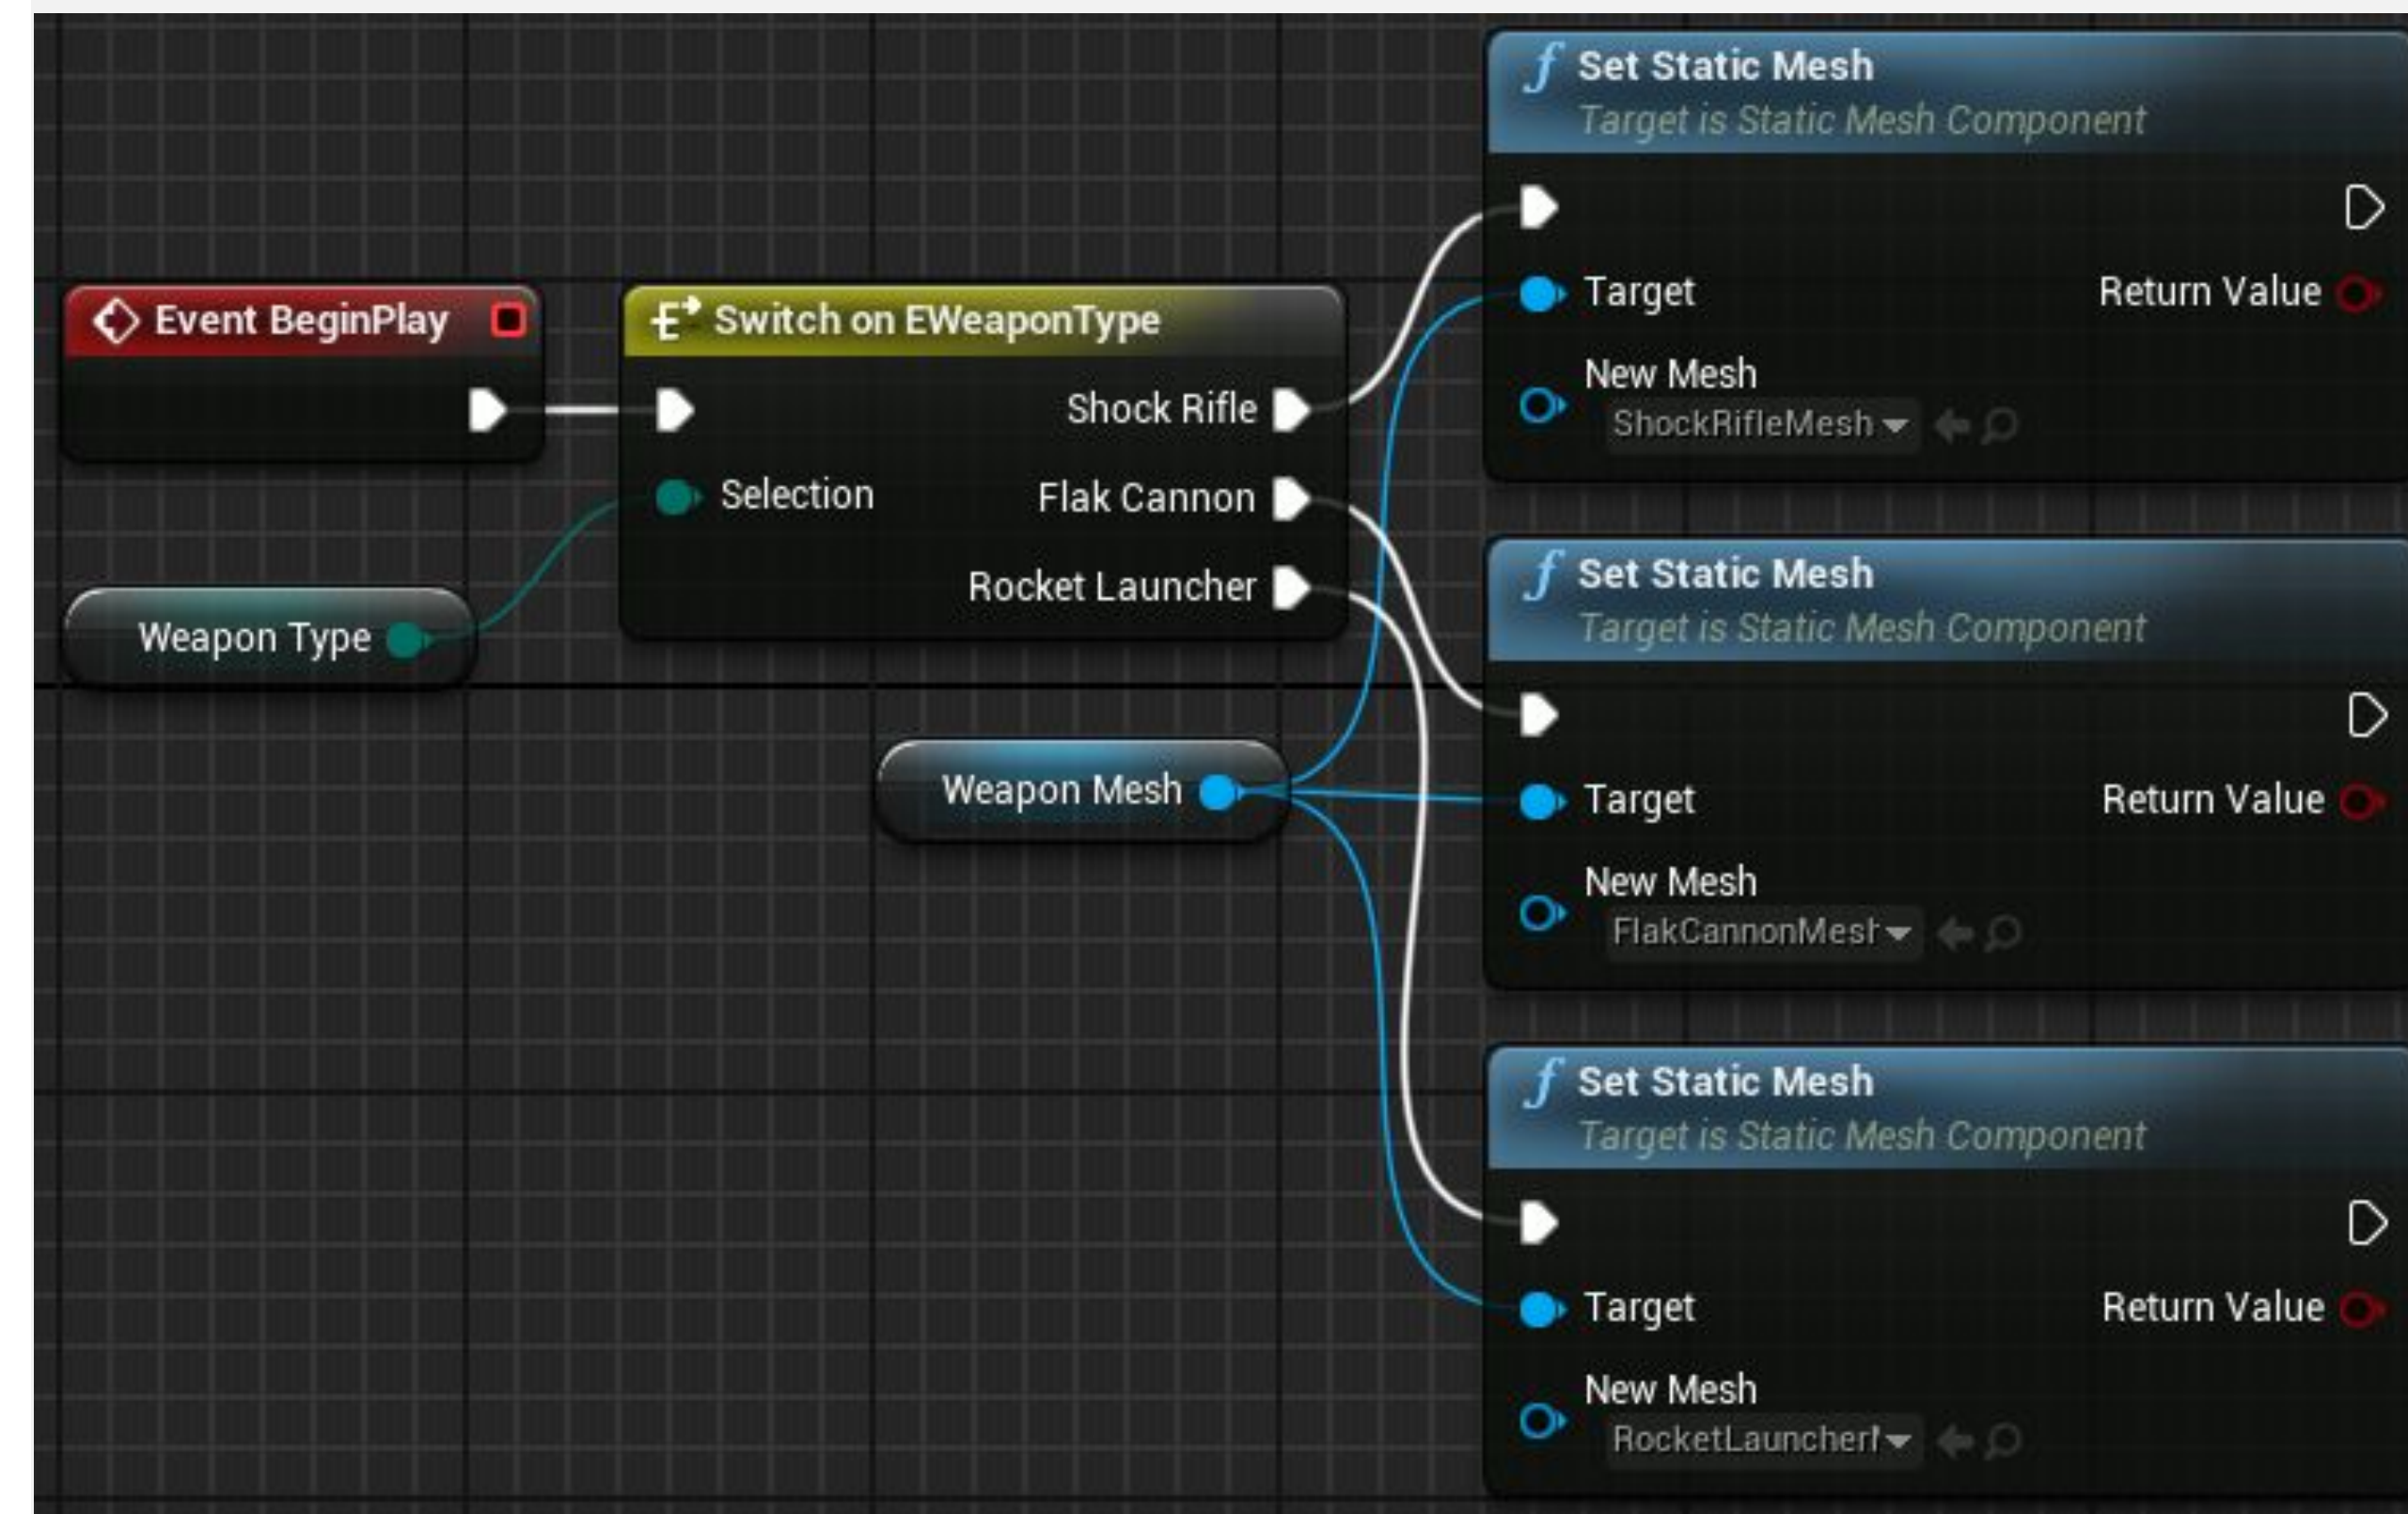 Set Static Mesh
Target is Static Mesh Component
Target
Return Value
New Mesh
ShockRifleMesh
Event BeginPlay
Switch on EWeaponType
Shock Rifle
Selection
Flak Cannon
Rocket Launcher
Weapon Type
Weapon Mesh
Set Static Mesh
Target is Static Mesh Component
Target
Return Value
New Mesh
FlakCannonMesh
Set Static Mesh
Target is Static Mesh Component
Target
Return Value
New Mesh
RocketLauncher